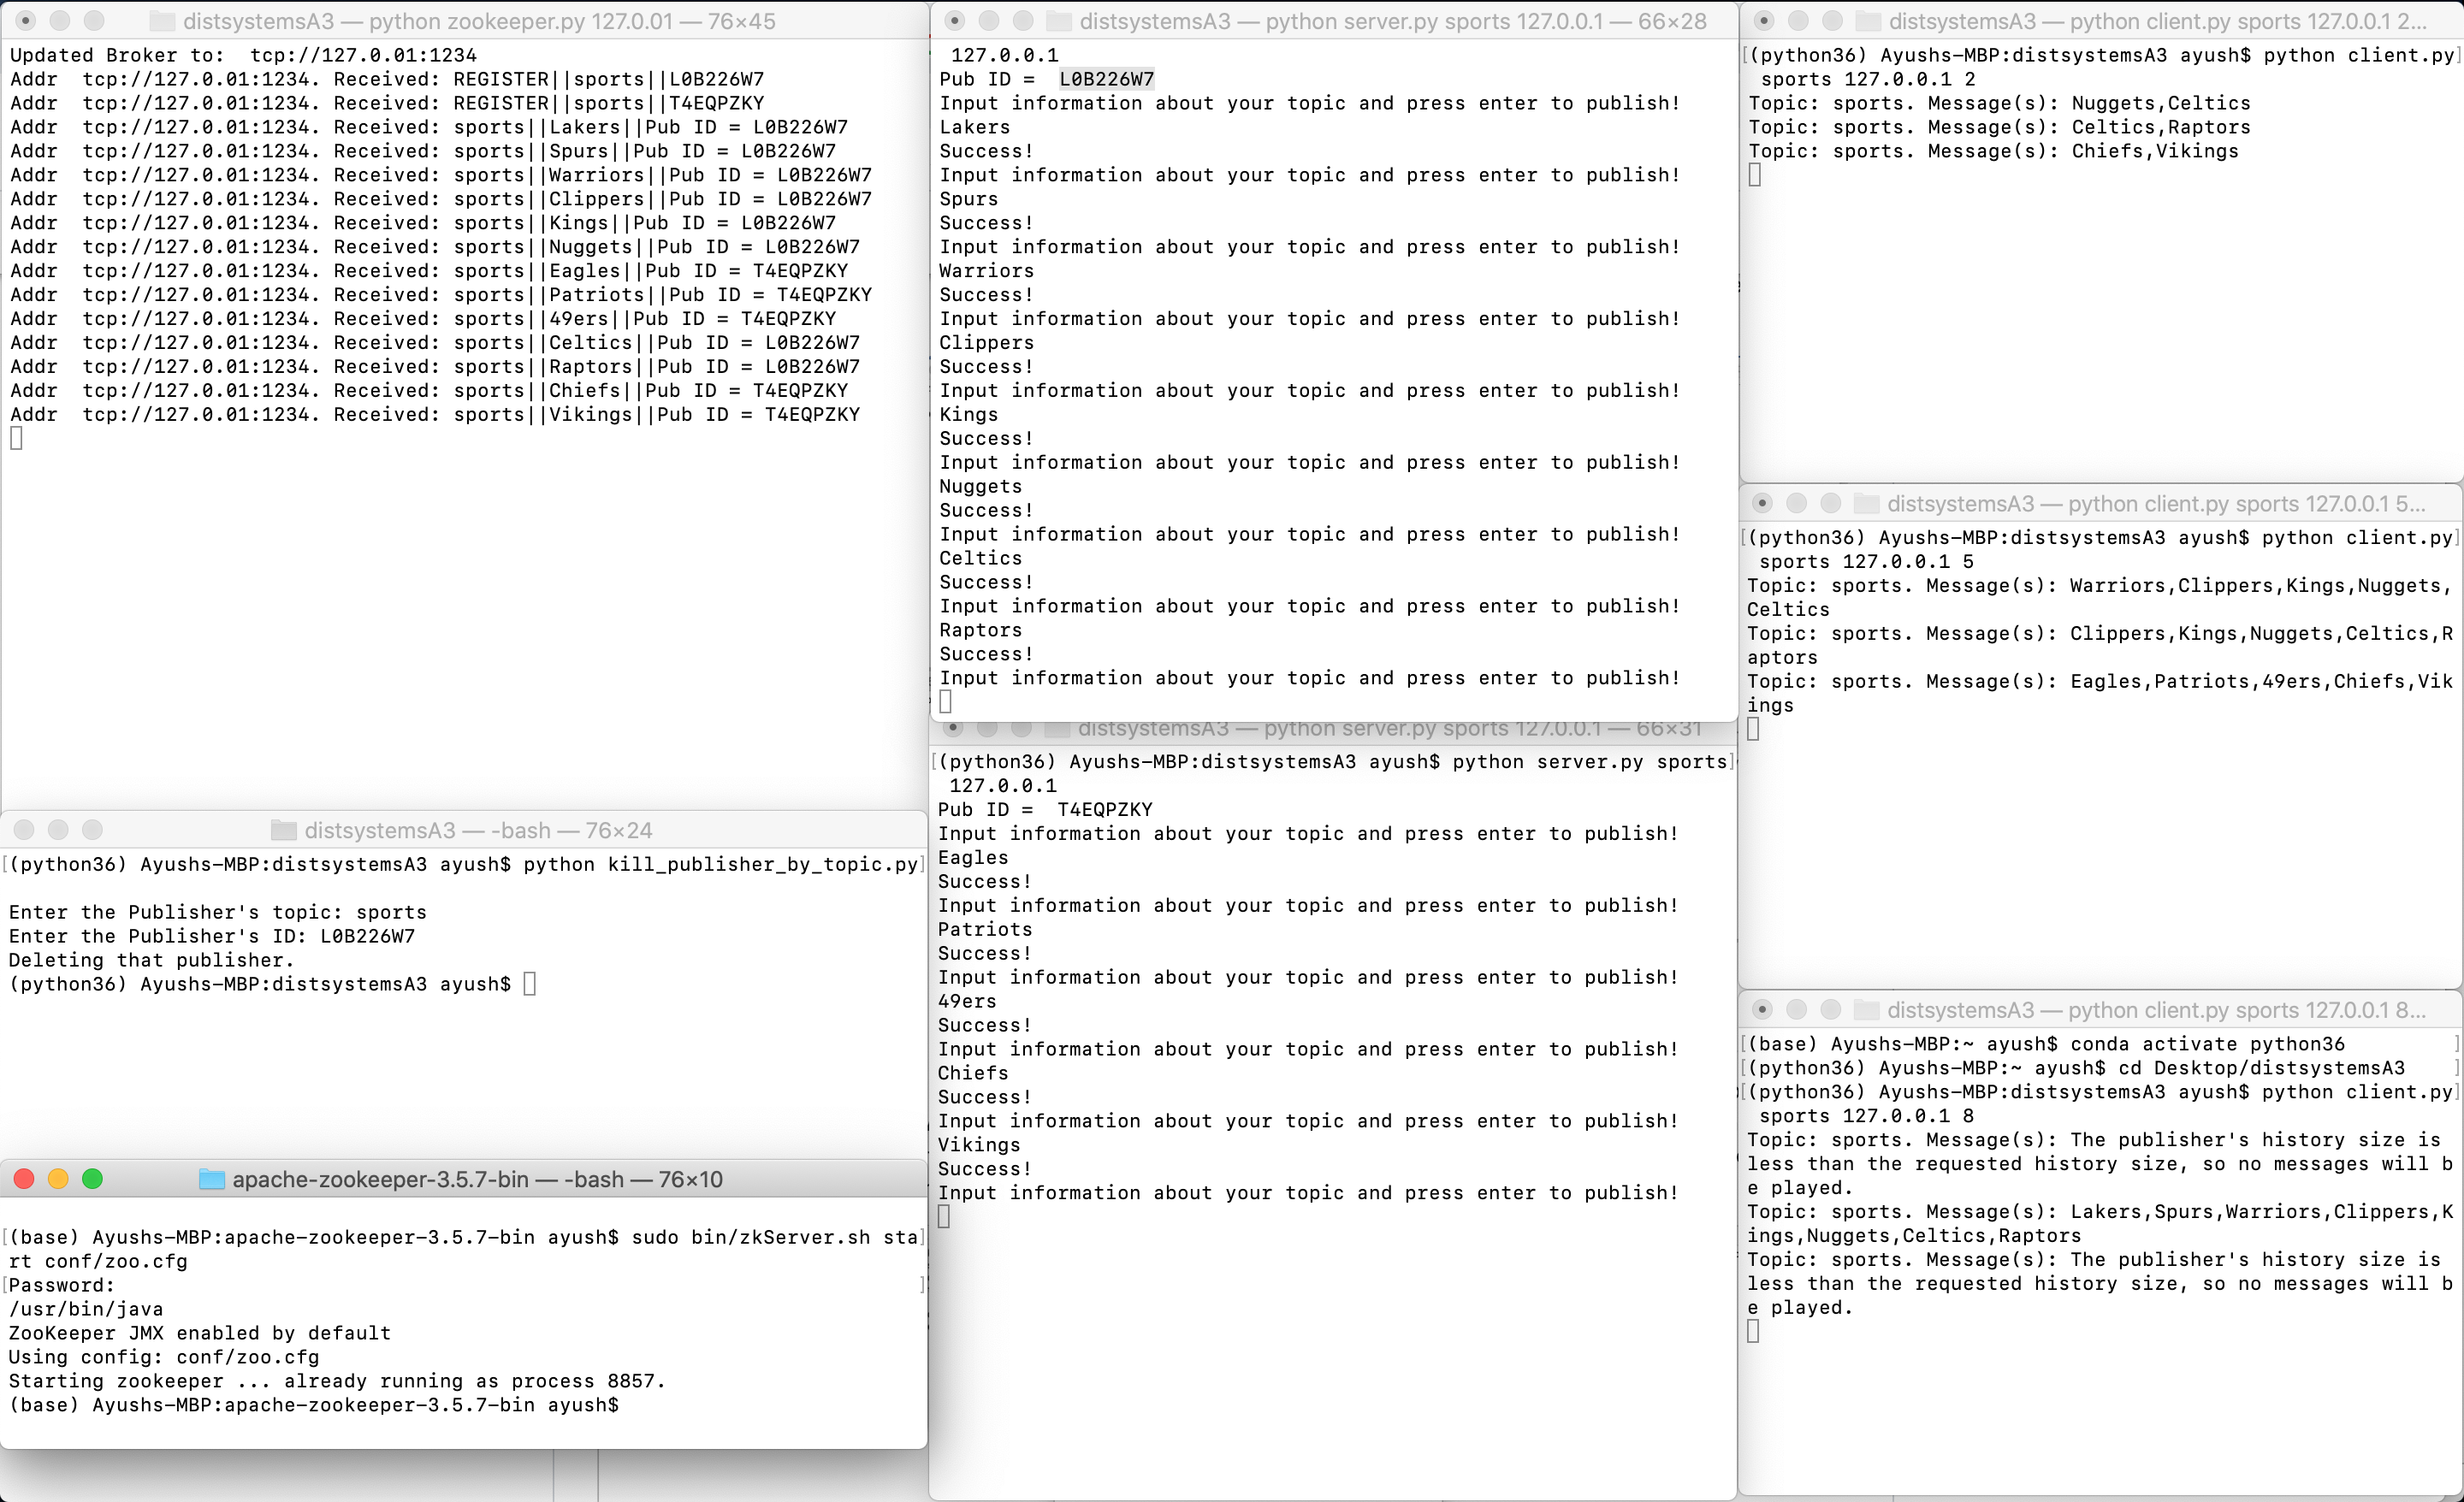 distsystemsA3 — python zookeeper.py 127.0.01 — 76×45
Updated Broker to:  tcp://127.0.01:1234
Addr  tcp://127.0.01:1234. Received: REGISTER||sports||L0B226W7
Addr  tcp://127.0.01:1234. Received: REGISTER||sports||T4EQPZKY
Addr  tcp://127.0.01:1234. Received: sports||Lakers||Pub ID = L0B226W7
Addr  tcp://127.0.01:1234. Received: sports||Spurs||Pub ID = L0B226W7
Addr  tcp://127.0.01:1234. Received: sports||Warriors||Pub ID = L0B226W7
Addr  tcp://127.0.01:1234. Received: sports||Clippers||Pub ID = L0B226W7
Addr  tcp://127.0.01:1234. Received: sports||Kings||Pub ID = L0B226W7
Addr  tcp://127.0.01:1234. Received: sports||Nuggets||Pub ID = L0B226W7
Addr  tcp://127.0.01:1234. Received: sports||Eagles||Pub ID = T4EQPZKY
Addr  tcp://127.0.01:1234. Received: sports||Patriots||Pub ID = T4EQPZKY
Addr  tcp://127.0.01:1234. Received: sports||49ers||Pub ID = T4EQPZKY
Addr  tcp://127.0.01:1234. Received: sports||Celtics||Pub ID = L0B226W7
Addr  tcp://127.0.01:1234. Received: sports||Raptors||Pub ID = L0B226W7
Addr  tcp://127.0.01:1234. Received: sports||Chiefs||Pub ID = T4EQPZKY
Addr  tcp://127.0.01:1234. Received: sports||Vikings||Pub ID = T4EQPZKY
distsystemsA3 — -bash — 76×24
[(python36) Ayushs-MBP:distsystemsA3 ayush$ python kill_publisher_by_topic.py]
Enter the Publisher's topic: sports
Enter the Publisher's ID: L0B226W7
Deleting that publisher.
(python36) Ayushs-MBP:distsystemsA3 ayush$
apache-zookeeper-3.5.7-bin — -bash — 76×10
[(base) Ayushs-MBP:apache-zookeeper-3.5.7-bin ayush$ sudo bin/zkServer.sh sta]
rt conf/zoo.cfg
[Password: ]
/usr/bin/java
ZooKeeper JMX enabled by default
Using config: conf/zoo.cfg
Starting zookeeper ... already running as process 8857.
(base) Ayushs-MBP:apache-zookeeper-3.5.7-bin ayush$
distsystemsA3 — python server.py sports 127.0.0.1 — 66×28
127.0.0.1
Pub ID =  L0B226W7
Input information about your topic and press enter to publish!
Lakers
Success!
Input information about your topic and press enter to publish!
Spurs
Success!
Input information about your topic and press enter to publish!
Warriors
Success!
Input information about your topic and press enter to publish!
Clippers
Success!
Input information about your topic and press enter to publish!
Kings
Success!
Input information about your topic and press enter to publish!
Nuggets
Success!
Input information about your topic and press enter to publish!
Celtics
Success!
Input information about your topic and press enter to publish!
Raptors
Success!
Input information about your topic and press enter to publish!
distsystemsA3 — python server.py sports 127.0.0.1 — 66×31
[(python36) Ayushs-MBP:distsystemsA3 ayush$ python server.py sports]
127.0.0.1
Pub ID =  T4EQPZKY
Input information about your topic and press enter to publish!
Eagles
Success!
Input information about your topic and press enter to publish!
Patriots
Success!
Input information about your topic and press enter to publish!
49ers
Success!
Input information about your topic and press enter to publish!
Chiefs
Success!
Input information about your topic and press enter to publish!
Vikings
Success!
Input information about your topic and press enter to publish!
distsystemsA3 — python client.py sports 127.0.0.1 2...
[(python36) Ayushs-MBP:distsystemsA3 ayush$ python client.py]
sports 127.0.0.1 2
Topic: sports. Message(s): Nuggets,Celtics
Topic: sports. Message(s): Celtics,Raptors
Topic: sports. Message(s): Chiefs,Vikings
distsystemsA3 — python client.py sports 127.0.0.1 5...
[(python36) Ayushs-MBP:distsystemsA3 ayush$ python client.py]
sports 127.0.0.1 5
Topic: sports. Message(s): Warriors,Clippers,Kings,Nuggets,
Celtics
Topic: sports. Message(s): Clippers,Kings,Nuggets,Celtics,R
aptors
Topic: sports. Message(s): Eagles,Patriots,49ers,Chiefs,Vik
ings
distsystemsA3 — python client.py sports 127.0.0.1 8...
[(base) Ayushs-MBP:~ ayush$ conda activate python36 ]
[(python36) Ayushs-MBP:~ ayush$ cd Desktop/distsystemsA3 ]
[(python36) Ayushs-MBP:distsystemsA3 ayush$ python client.py]
sports 127.0.0.1 8
Topic: sports. Message(s): The publisher's history size is
less than the requested history size, so no messages will b
e played.
Topic: sports. Message(s): Lakers,Spurs,Warriors,Clippers,K
ings,Nuggets,Celtics,Raptors
Topic: sports. Message(s): The publisher's history size is
less than the requested history size, so no messages will b
e played.